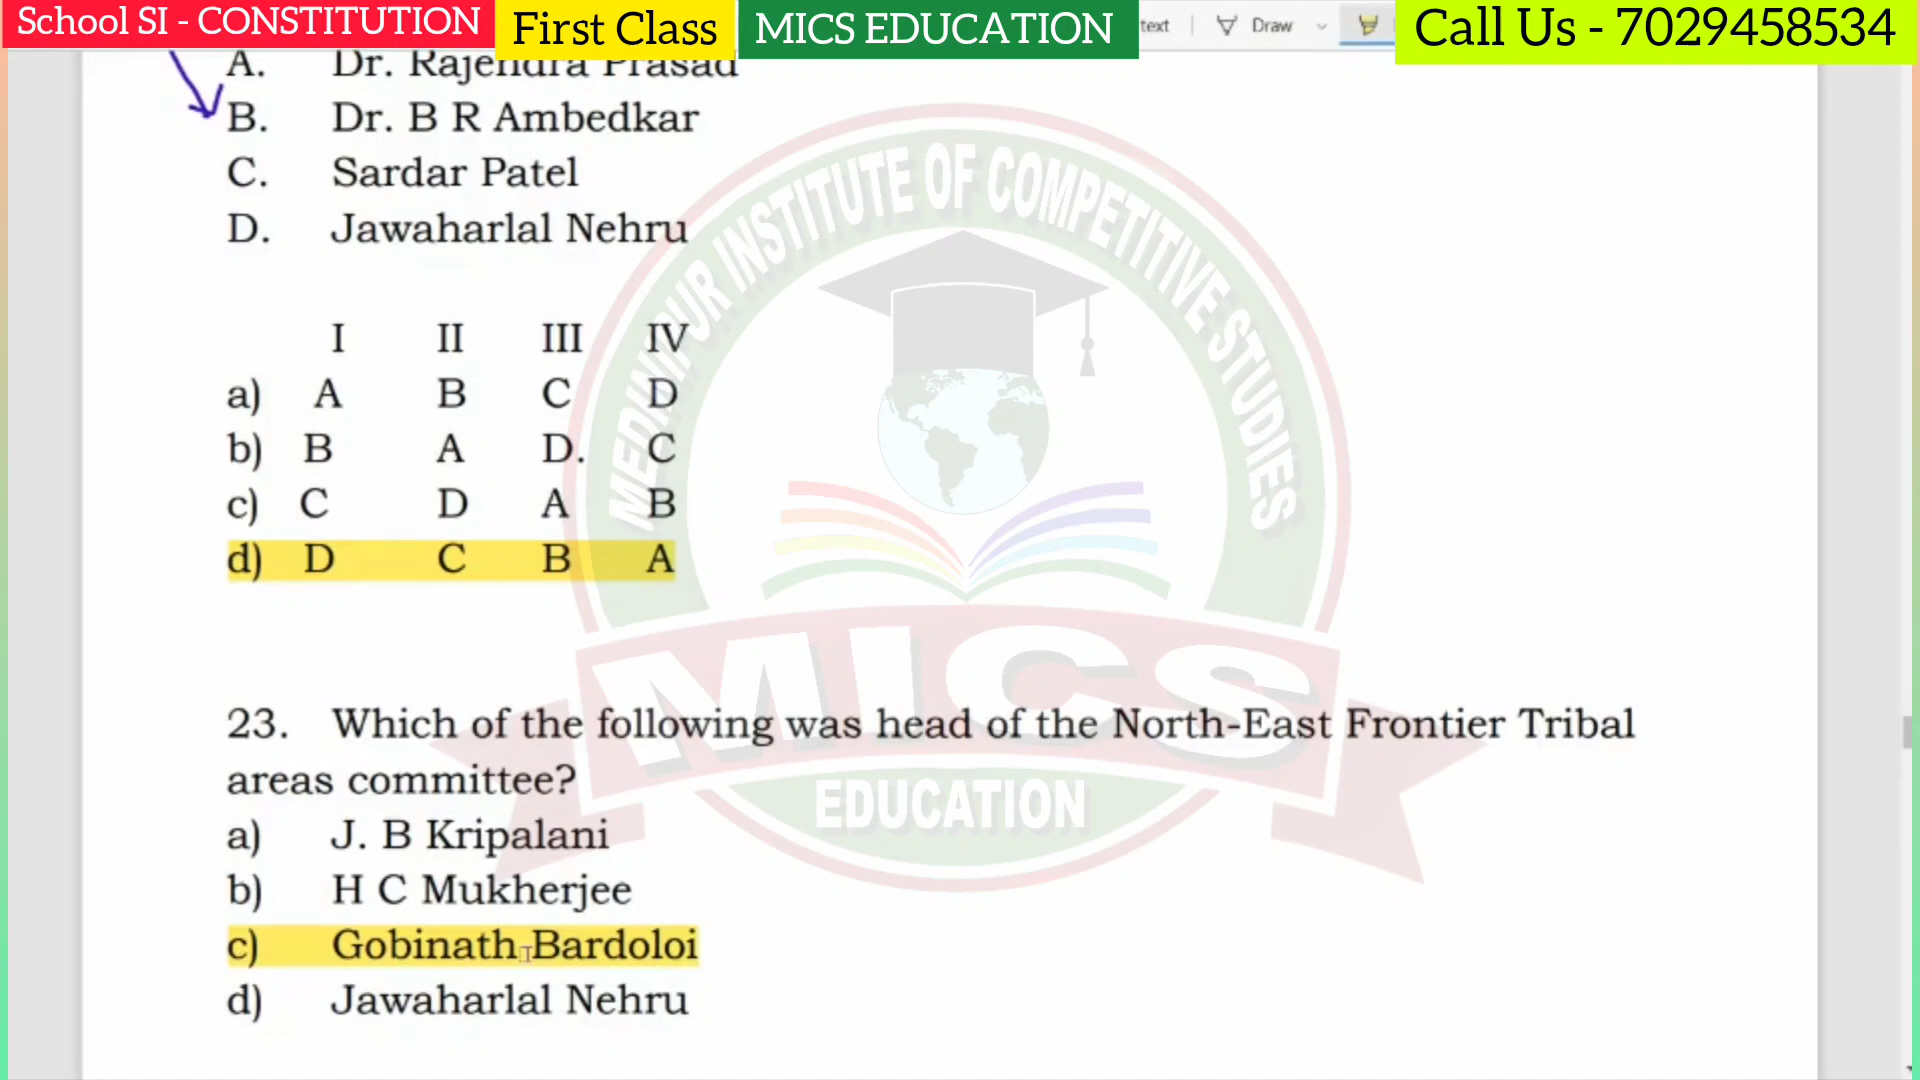 School SI - CONSTITUTION
First Class
MICS EDUCATION
text
Draw
Call Us - 7029458534
A. Dr. Rajendra Prasad
B. Dr. B R Ambedkar
C. Sardar Patel
D. Jawaharlal Nehru
I II III IV
a) A B C D
b) B A D. C
c) C D A B
d) D C B A
MEDINIPUR INSTITUTE OF COMPETITIVE STUDIES
MICS
EDUCATION
23. Which of the following was head of the North-East Frontier Tribal
areas committee?
a) J. B Kripalani
b) H C Mukherjee
c) Gobinath Bardoloi
d) Jawaharlal Nehru